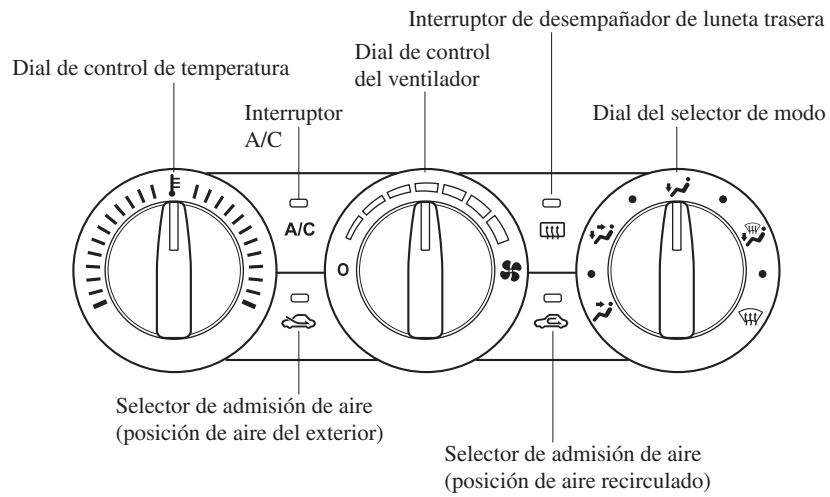 Interruptor de desempañador de luneta trasera
Dial de control
del ventilador
Dial de control de temperatura
Interruptor
A/C
Dial del selector de modo
A/C
0
Selector de admisión de aire
(posición de aire del exterior)
Selector de admisión de aire
(posición de aire recirculado)